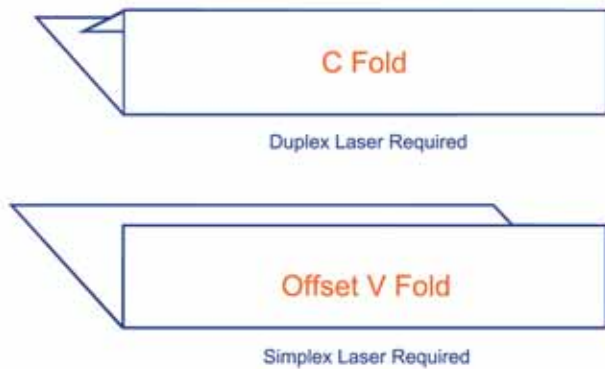 C Fold
Duplex Laser Required
Offset V Fold
Simplex Laser Required